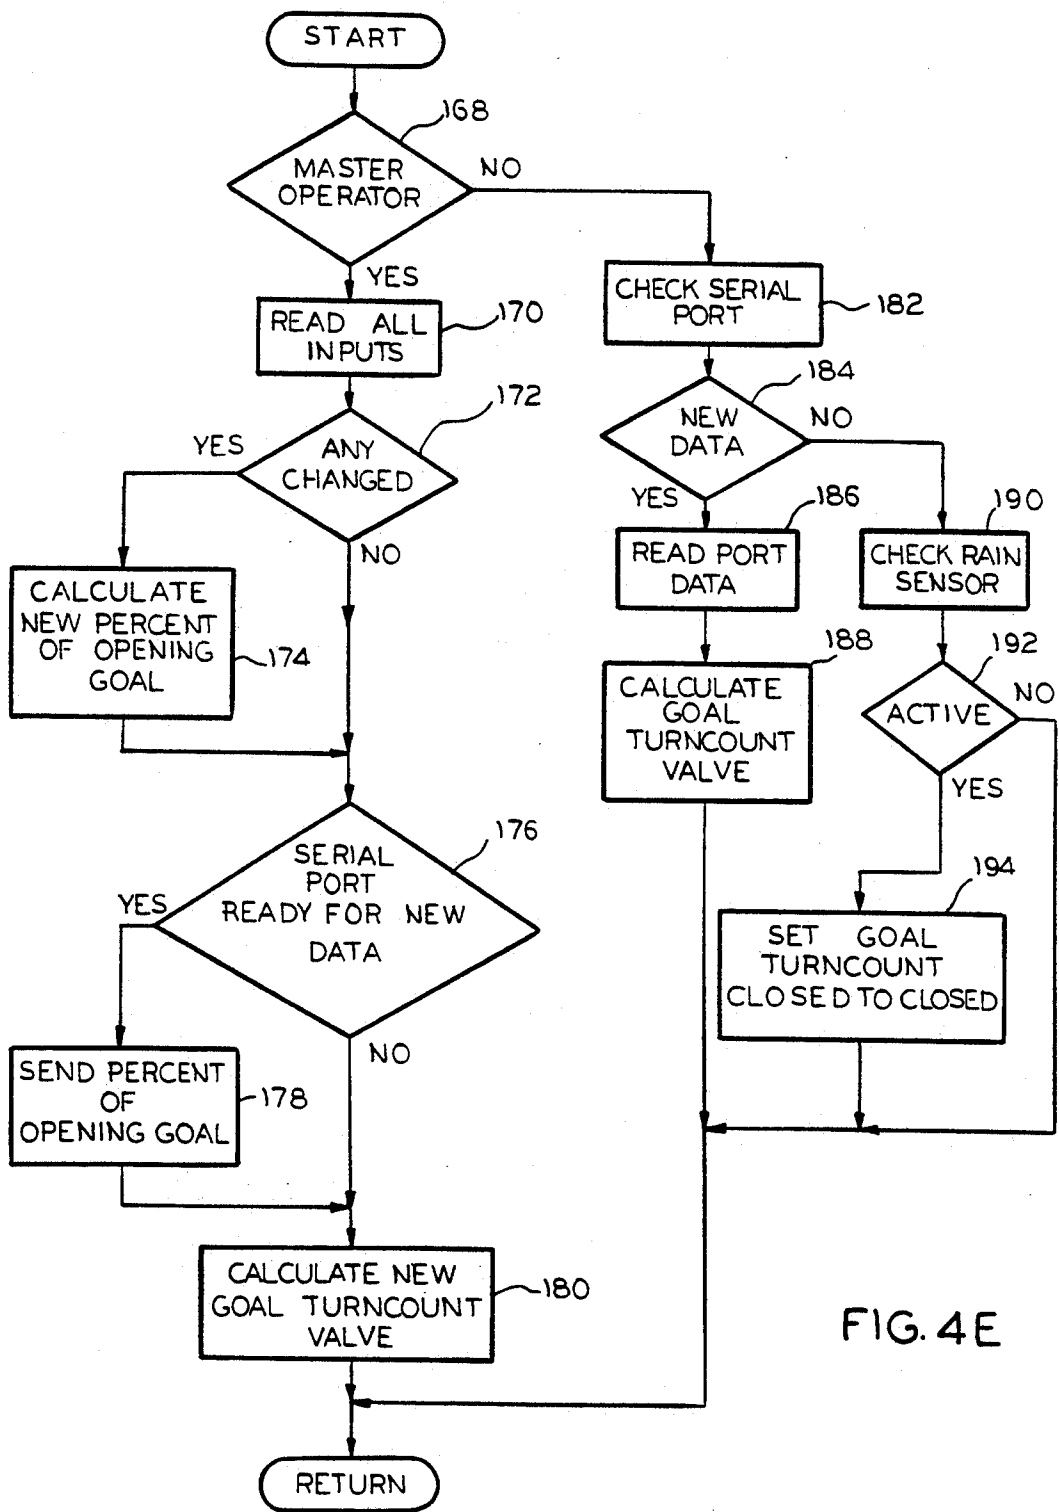 START
168
MASTER
OPERATOR
NO
YES
READ ALL
INPUTS
170
172
YES
ANY
CHANGED
NO
CALCULATE
NEW PERCENT
OF OPENING
GOAL
174
176
SERIAL
PORT
READY FOR NEW
DATA
YES
NO
SEND PERCENT
OF
OPENING GOAL
178
CALCULATE NEW
GOAL TURNCOUNT
VALVE
180
RETURN
CHECK SERIAL
PORT
182
184
NEW
DATA
NO
YES
186
READ PORT
DATA
188
CALCULATE
GOAL
TURNCOUNT
VALVE
190
CHECK RAIN
SENSOR
192
ACTIVE
NO
YES
194
SET GOAL
TURNCOUNT
CLOSED TO CLOSED
FIG. 4E